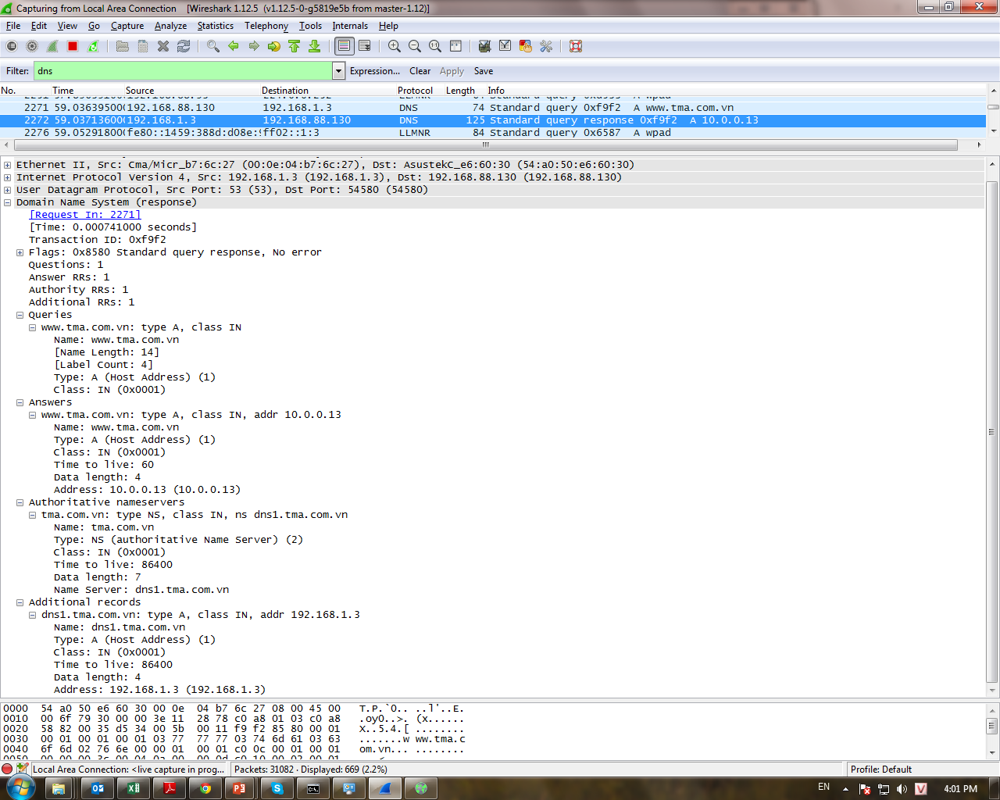 Capturing from Local Area Connection    [Wireshark 1.12.5  (v1.12.5-0-g5819e5b from master-1.12)]
File Edit View Go Capture Analyze Statistics Telephony Tools Internals Help
Filter: dns Expression... Clear Apply Save
No. Time Source Destination Protocol Length Info
2271 59.036395000 192.168.88.130 192.168.1.3 DNS 74 Standard query 0xf9f2  A www.tma.com.vn
2272 59.037136000 192.168.1.3 192.168.88.130 DNS 125 Standard query response 0xf9f2  A 10.0.0.13
2276 59.052918000 fe80::1459:388d:d08e:9 ff02::1:3 LLMNR 84 Standard query 0x6587  A wpad
Ethernet II, Src: Cma/Micr_b7:6c:27 (00:0e:04:b7:6c:27), Dst: AsustekC_e6:60:30 (54:a0:50:e6:60:30)
Internet Protocol Version 4, Src: 192.168.1.3 (192.168.1.3), Dst: 192.168.88.130 (192.168.88.130)
User Datagram Protocol, Src Port: 53 (53), Dst Port: 54580 (54580)
Domain Name System (response)
[Request In: 2271]
[Time: 0.000741000 seconds]
Transaction ID: 0xf9f2
Flags: 0x8580 Standard query response, No error
Questions: 1
Answer RRs: 1
Authority RRs: 1
Additional RRs: 1
Queries
www.tma.com.vn: type A, class IN
Name: www.tma.com.vn
[Name Length: 14]
[Label Count: 4]
Type: A (Host Address) (1)
Class: IN (0x0001)
Answers
www.tma.com.vn: type A, class IN, addr 10.0.0.13
Name: www.tma.com.vn
Type: A (Host Address) (1)
Class: IN (0x0001)
Time to live: 60
Data length: 4
Address: 10.0.0.13 (10.0.0.13)
Authoritative nameservers
tma.com.vn: type NS, class IN, ns dns1.tma.com.vn
Name: tma.com.vn
Type: NS (authoritative Name Server) (2)
Class: IN (0x0001)
Time to live: 86400
Data length: 7
Name Server: dns1.tma.com.vn
Additional records
dns1.tma.com.vn: type A, class IN, addr 192.168.1.3
Name: dns1.tma.com.vn
Type: A (Host Address) (1)
Class: IN (0x0001)
Time to live: 86400
Data length: 4
Address: 192.168.1.3 (192.168.1.3)
0000  54 a0 50 e6 60 30 00 0e  04 b7 6c 27 08 00 45 00   T.P.`0.. ..l'..E.
0010  00 6f 79 30 00 00 3e 11  28 78 c0 a8 01 03 c0 a8   .oy0..>. (x......
0020  58 82 00 35 d5 34 00 5b  00 11 f9 f2 85 80 00 01   X..5.4.[ ........
0030  00 01 00 01 00 01 03 77  77 77 03 74 6d 61 03 63   .......w ww.tma.c
0040  6f 6d 02 76 6e 00 00 01  00 01 c0 0c 00 01 00 01   om.vn... ........
Local Area Connection: <live capture in prog... Packets: 31082 · Displayed: 669 (2.2%) Profile: Default
EN 4:01 PM